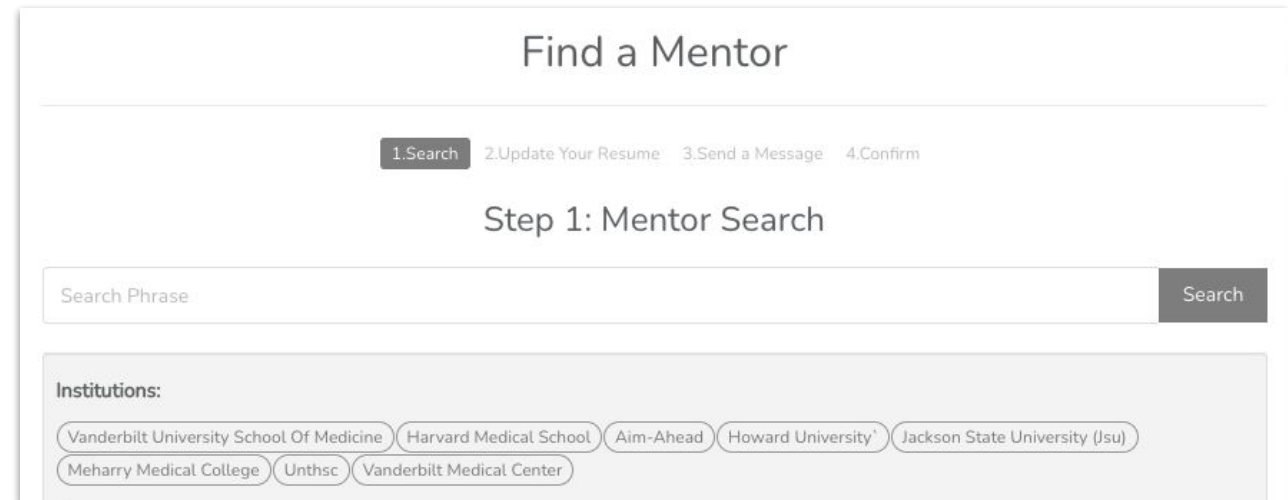 Find a Mentor
1.Search 2.Update Your Resume 3.Send a Message 4.Confirm
Step 1: Mentor Search
Search Phrase Search
Institutions:
Vanderbilt University School Of Medicine Harvard Medical School Aim-Ahead Howard University` Jackson State University (Jsu)
Meharry Medical College Unthsc Vanderbilt Medical Center